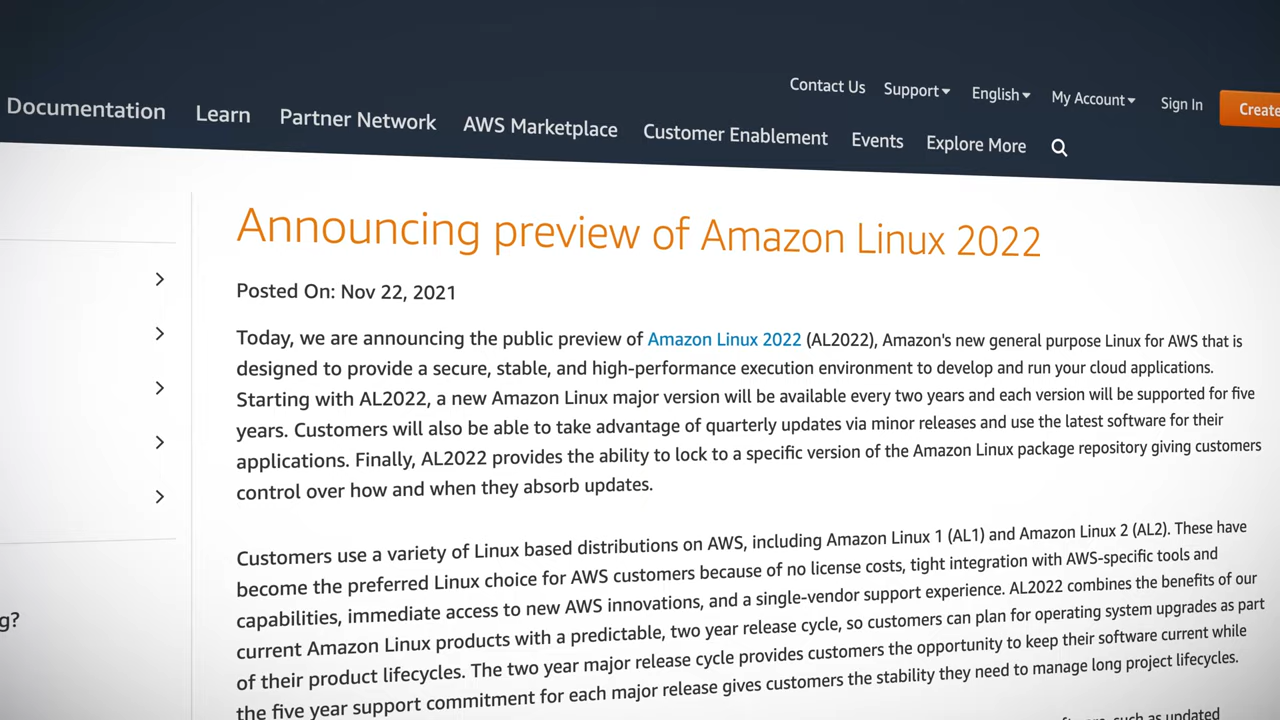 Contact Us Support English My Account Sign In Create
Documentation Learn Partner Network AWS Marketplace Customer Enablement Events Explore More
Announcing preview of Amazon Linux 2022
Posted On: Nov 22, 2021
Today, we are announcing the public preview of Amazon Linux 2022 (AL2022), Amazon's new general purpose Linux for AWS that is
designed to provide a secure, stable, and high-performance execution environment to develop and run your cloud applications.
Starting with AL2022, a new Amazon Linux major version will be available every two years and each version will be supported for five
years. Customers will also be able to take advantage of quarterly updates via minor releases and use the latest software for their
applications. Finally, AL2022 provides the ability to lock to a specific version of the Amazon Linux package repository giving customers
control over how and when they absorb updates.
Customers use a variety of Linux based distributions on AWS, including Amazon Linux 1 (AL1) and Amazon Linux 2 (AL2). These have
become the preferred Linux choice for AWS customers because of no license costs, tight integration with AWS-specific tools and
capabilities, immediate access to new AWS innovations, and a single-vendor support experience. AL2022 combines the benefits of our
current Amazon Linux products with a predictable, two year release cycle, so customers can plan for operating system upgrades as part
g?
of their product lifecycles. The two year major release cycle provides customers the opportunity to keep their software current while
the five year support commitment for each major release gives customers the stability they need to manage long project lifecycles.
such as updated